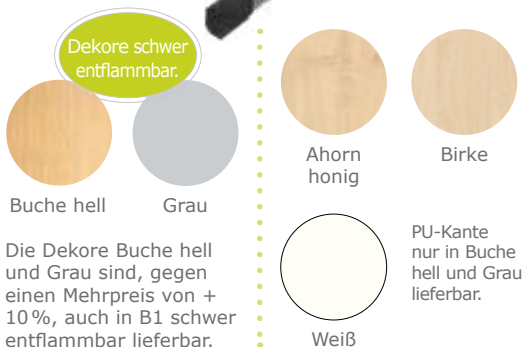 Dekore schwer
entflammbar.
Buche hell
Grau
Die Dekore Buche hell
und Grau sind, gegen
einen Mehrpreis von +
10 %, auch in B1 schwer
entflammbar lieferbar.
Ahorn
honig
Birke
Weiß
PU-Kante
nur in Buche
hell und Grau
lieferbar.